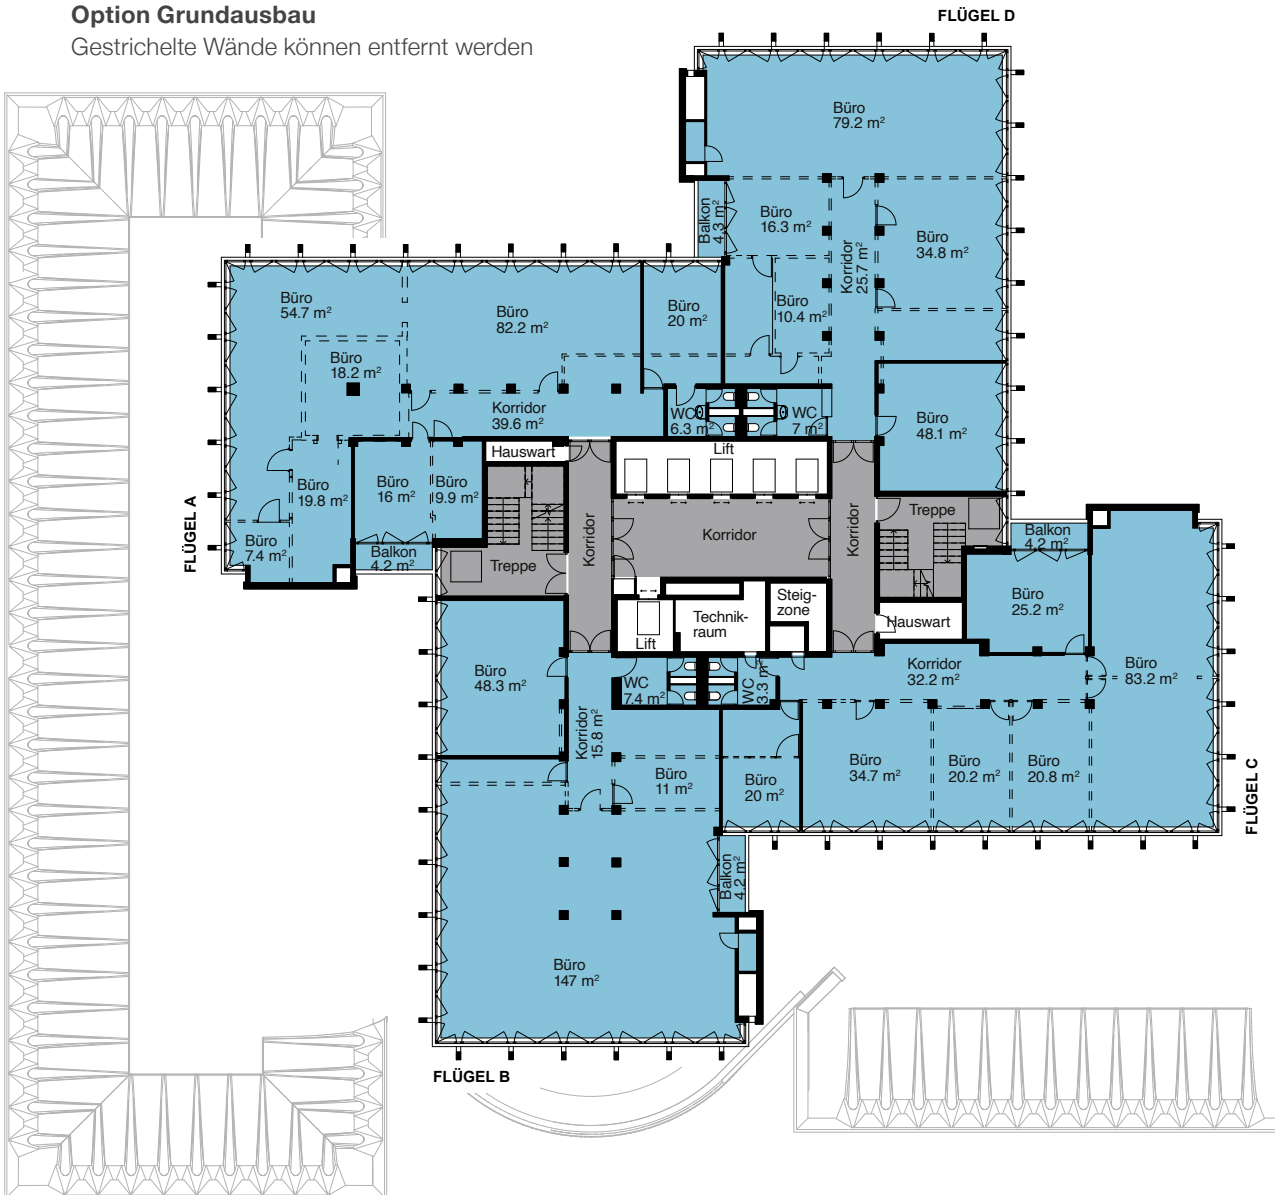 Option Grundausbau
Gestrichelte Wände können entfernt werden
FLÜGEL D
Büro
79.2 m²
Balkon
4.3 m²
Büro
16.3 m²
Korridor
25.7 m²
Büro
34.8 m²
Büro
10.4 m²
Büro
54.7 m²
Büro
82.2 m²
Büro
20 m²
Büro
18.2 m²
Korridor
39.6 m²
WC
6.3 m²
WC
7 m²
Büro
48.1 m²
Hauswart
Lift
Büro
19.8 m²
Büro
16 m²
Büro
9.9 m²
FLÜGEL A
Büro
7.4 m²
Balkon
4.2 m²
Treppe
Korridor
Korridor
Korridor
Treppe
Balkon
4.2 m²
Büro
25.2 m²
Steig-
zone
Technik-
raum
Lift
Hauswart
Büro
48.3 m²
WC
7.4 m²
WC
3.3 m²
Korridor
32.2 m²
Büro
83.2 m²
Korridor
15.8 m²
Büro
11 m²
Büro
20 m²
Büro
34.7 m²
Büro
20.2 m²
Büro
20.8 m²
FLÜGEL C
Balkon
4.2 m²
Büro
147 m²
FLÜGEL B